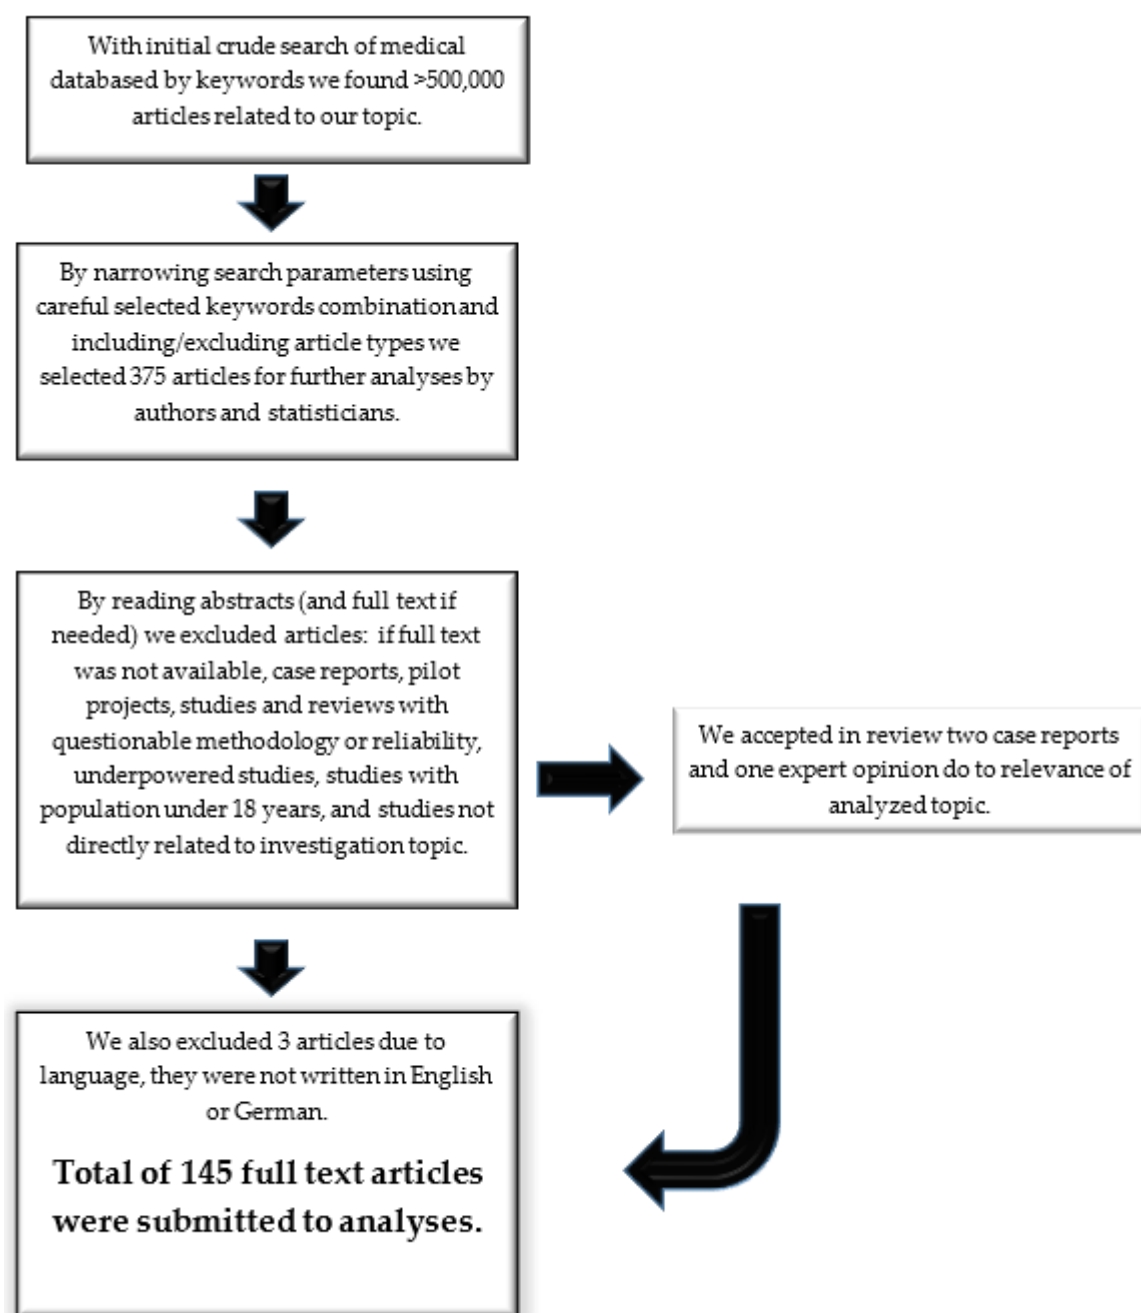 With initial crude search of medical
databased by keywords we found >500,000
articles related to our topic.
By narrowing search parameters using
careful selected keywords combination and
including/excluding article types we
selected 375 articles for further analyses by
authors and statisticians.
By reading abstracts (and full text if
needed) we excluded articles: if full text
was not available, case reports, pilot
projects, studies and reviews with
questionable methodology or reliability,
underpowered studies, studies with
population under 18 years, and studies not
directly related to investigation topic.
We accepted in review two case reports
and one expert opinion do to relevance of
analyzed topic.
We also excluded 3 articles due to
language, they were not written in English
or German.
Total of 145 full text articles
were submitted to analyses.